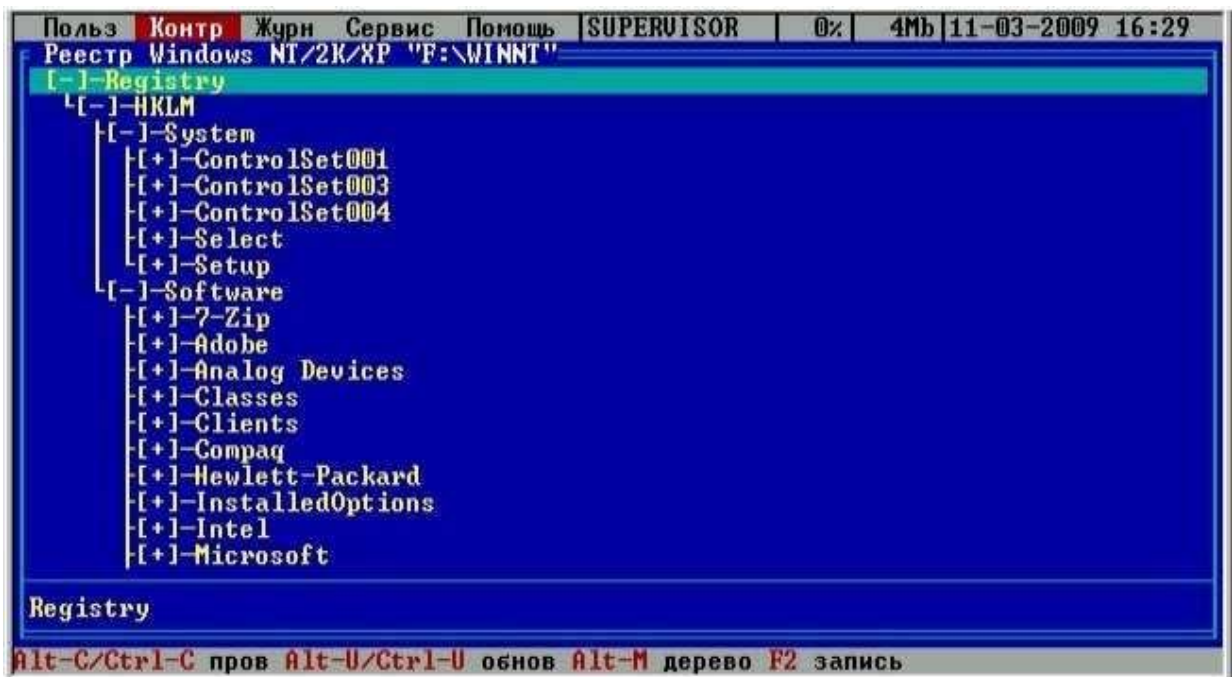 Польз Контр Журн Сервис Помощь SUPERVISOR 0% 4Mb 11-03-2009 16:29
Реестр Windows NT/2K/XP "F:\WINNT"
[-]-Registry
[-]-HKLM
[-]-System
[+]-ControlSet001
[+]-ControlSet003
[+]-ControlSet004
[+]-Select
[+]-Setup
[-]-Software
[+]-7-Zip
[+]-Adobe
[+]-Analog Devices
[+]-Classes
[+]-Clients
[+]-Compaq
[+]-Hewlett-Packard
[+]-InstalledOptions
[+]-Intel
[+]-Microsoft
Registry
Alt-C/Ctrl-C пров Alt-U/Ctrl-U обнов Alt-M дерево F2 запись